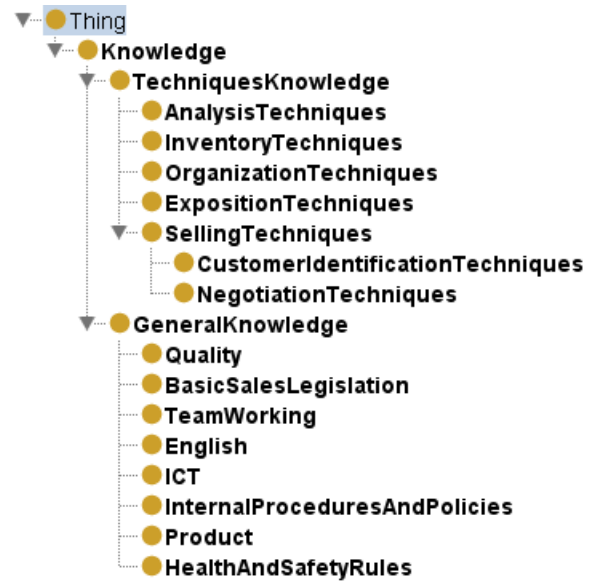 Thing
Knowledge
TechniquesKnowledge
AnalysisTechniques
InventoryTechniques
OrganizationTechniques
ExpositionTechniques
SellingTechniques
CustomerIdentificationTechniques
NegotiationTechniques
GeneralKnowledge
Quality
BasicSalesLegislation
TeamWorking
English
ICT
InternalProceduresAndPolicies
Product
HealthAndSafetyRules